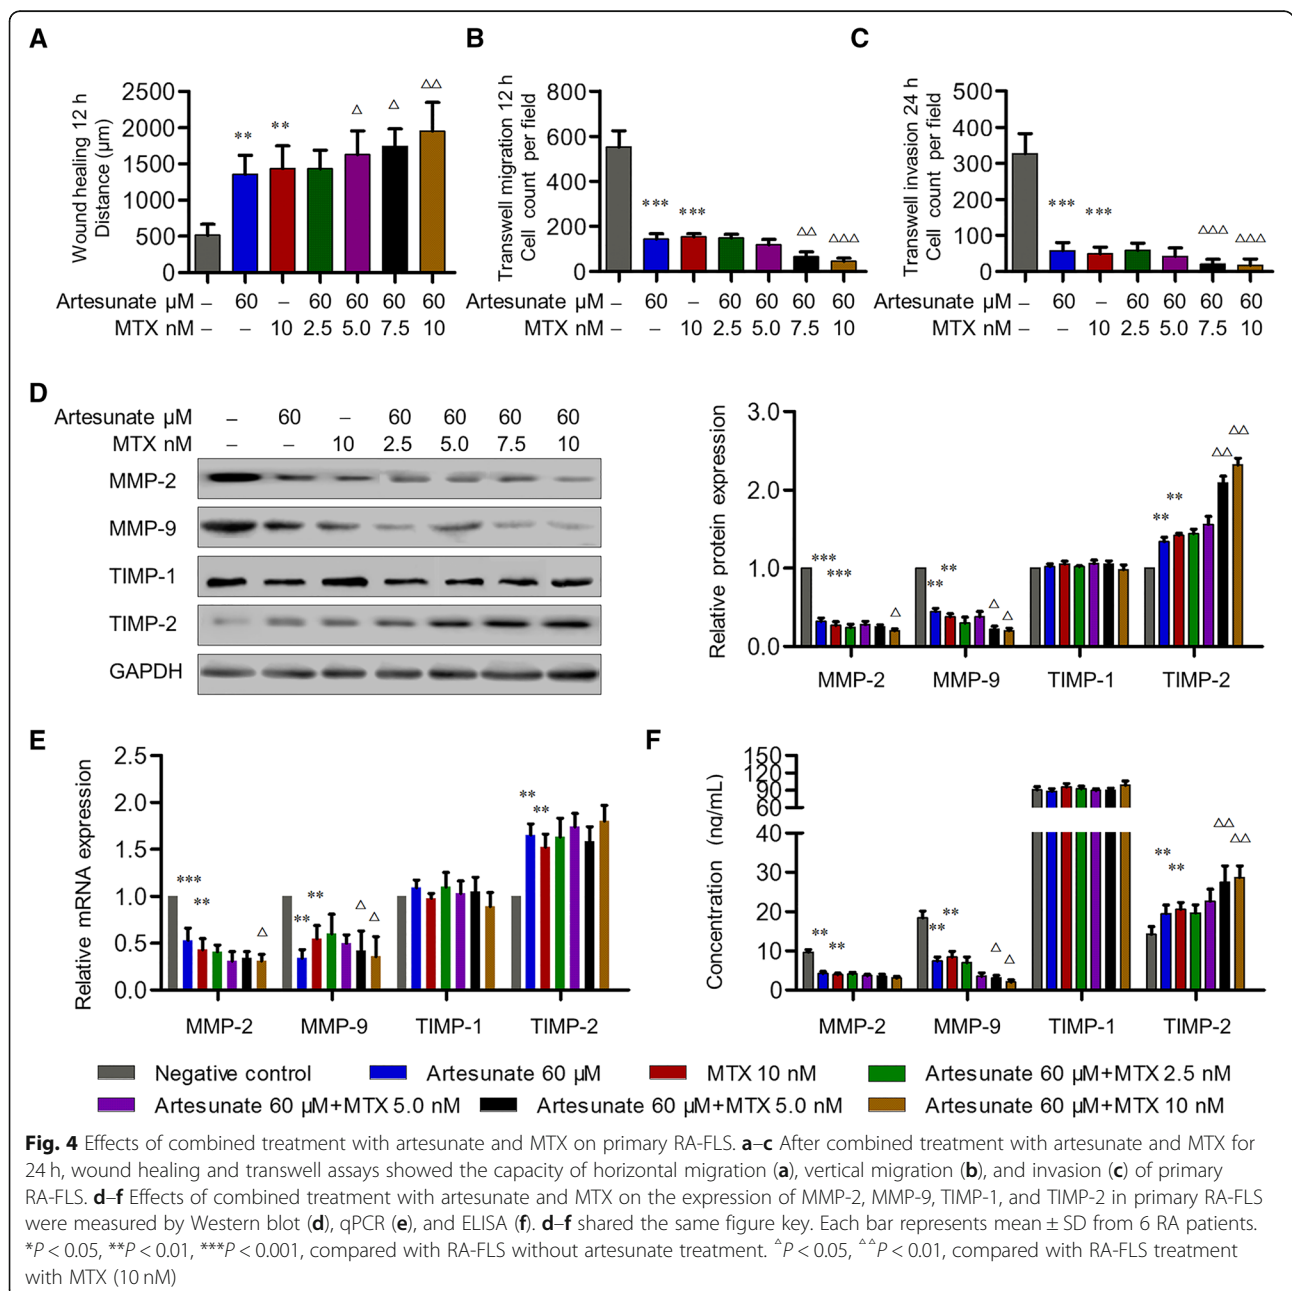 A
B
C
Wound healing 12 h
Distance (µm)
2500
2000
1500
1000
500
0
** ** △ △ △△
Artesunate µM – 60 – 60 60 60 60
MTX nM – – 10 2.5 5.0 7.5 10
Transwell migration 12 h
Cell count per field
800
600
400
200
0
*** *** △△ △△△
Artesunate µM – 60 – 60 60 60 60
MTX nM – – 10 2.5 5.0 7.5 10
Transwell invasion 24 h
Cell count per field
500
400
300
200
100
0
*** *** △△△ △△△
Artesunate µM – 60 – 60 60 60 60
MTX nM – – 10 2.5 5.0 7.5 10
D
Artesunate µM – 60 – 60 60 60 60
MTX nM – – 10 2.5 5.0 7.5 10
MMP-2
MMP-9
TIMP-1
TIMP-2
GAPDH
Relative protein expression
3.0
2.0
1.0
0.0
*** *** △ ** ** △ △ ** ** △△ △△
MMP-2 MMP-9 TIMP-1 TIMP-2
E
Relative mRNA expression
2.5
2.0
1.5
1.0
0.5
0.0
*** ** △ ** ** △ △ ** **
MMP-2 MMP-9 TIMP-1 TIMP-2
F
Concentration (ng/mL)
150
120
90
60
40
30
20
10
0
** ** ** ** △ △ ** ** △△ △△
MMP-2 MMP-9 TIMP-1 TIMP-2
Negative control Artesunate 60 µM MTX 10 nM Artesunate 60 µM+MTX 2.5 nM
Artesunate 60 µM+MTX 5.0 nM Artesunate 60 µM+MTX 5.0 nM Artesunate 60 µM+MTX 10 nM
Fig. 4 Effects of combined treatment with artesunate and MTX on primary RA-FLS. a–c After combined treatment with artesunate and MTX for
24 h, wound healing and transwell assays showed the capacity of horizontal migration (a), vertical migration (b), and invasion (c) of primary
RA-FLS. d–f Effects of combined treatment with artesunate and MTX on the expression of MMP-2, MMP-9, TIMP-1, and TIMP-2 in primary RA-FLS
were measured by Western blot (d), qPCR (e), and ELISA (f). d–f shared the same figure key. Each bar represents mean ± SD from 6 RA patients.
*P < 0.05, **P < 0.01, ***P < 0.001, compared with RA-FLS without artesunate treatment. △P < 0.05, △△P < 0.01, compared with RA-FLS treatment
with MTX (10 nM)